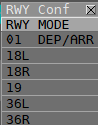 RWY Conf
RWY MODE
01 DEP/ARR
18L
18R
19
36L
36R